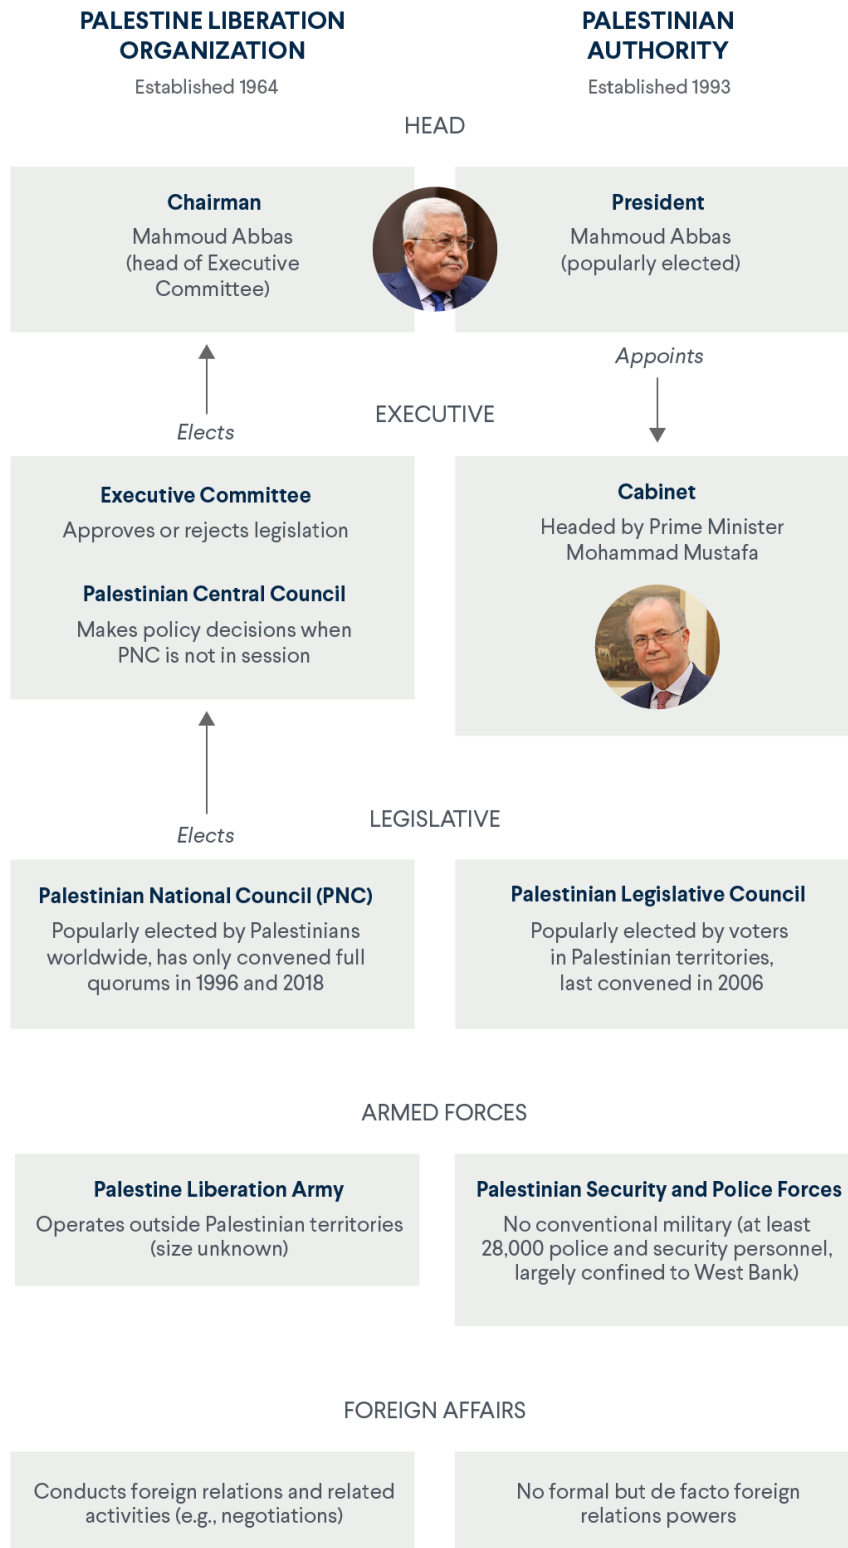 PALESTINE LIBERATION
ORGANIZATION
Established 1964
PALESTINIAN
AUTHORITY
Established 1993
HEAD
Chairman
Mahmoud Abbas
(head of Executive
Committee)
President
Mahmoud Abbas
(popularly elected)
Elects
Appoints
EXECUTIVE
Executive Committee
Approves or rejects legislation
Palestinian Central Council
Makes policy decisions when
PNC is not in session
Cabinet
Headed by Prime Minister
Mohammad Mustafa
Elects
LEGISLATIVE
Palestinian National Council (PNC)
Popularly elected by Palestinians
worldwide, has only convened full
quorums in 1996 and 2018
Palestinian Legislative Council
Popularly elected by voters
in Palestinian territories,
last convened in 2006
ARMED FORCES
Palestine Liberation Army
Operates outside Palestinian territories
(size unknown)
Palestinian Security and Police Forces
No conventional military (at least
28,000 police and security personnel,
largely confined to West Bank)
FOREIGN AFFAIRS
Conducts foreign relations and related
activities (e.g., negotiations)
No formal but de facto foreign
relations powers